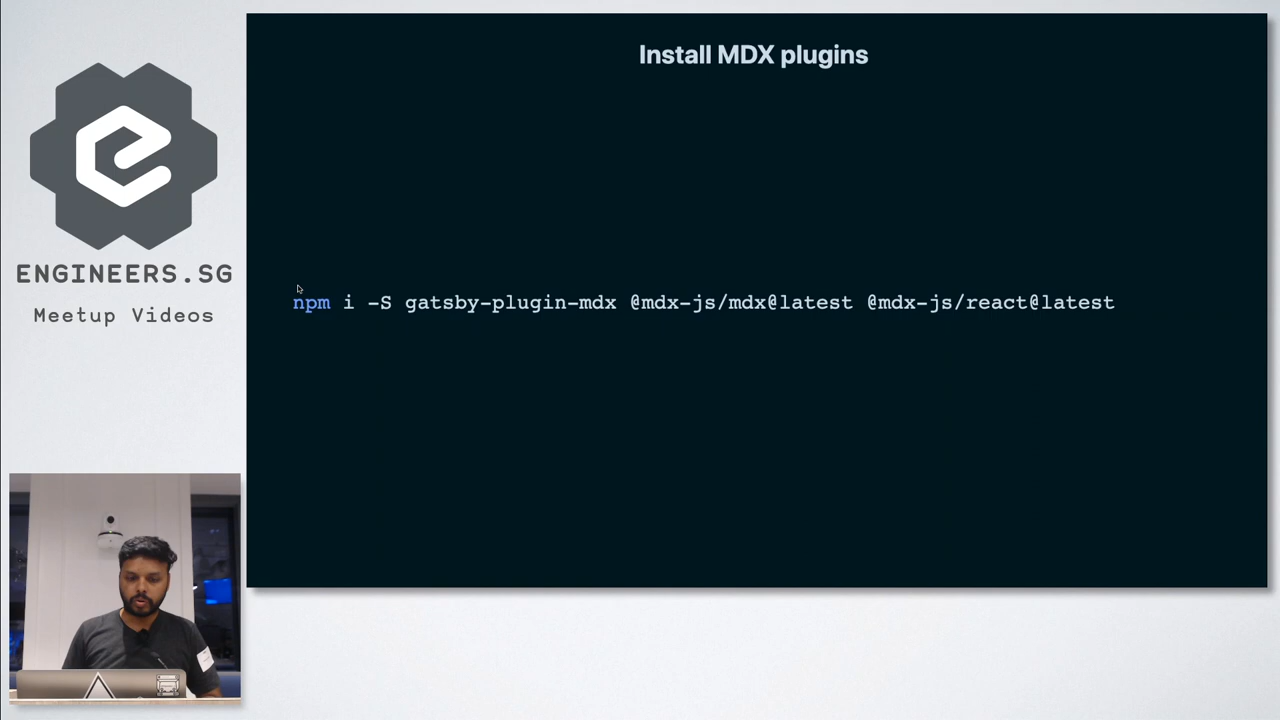 Install MDX plugins
ENGINEERS.SG
Meetup Videos
npm i -S gatsby-plugin-mdx @mdx-js/mdx@latest @mdx-js/react@latest